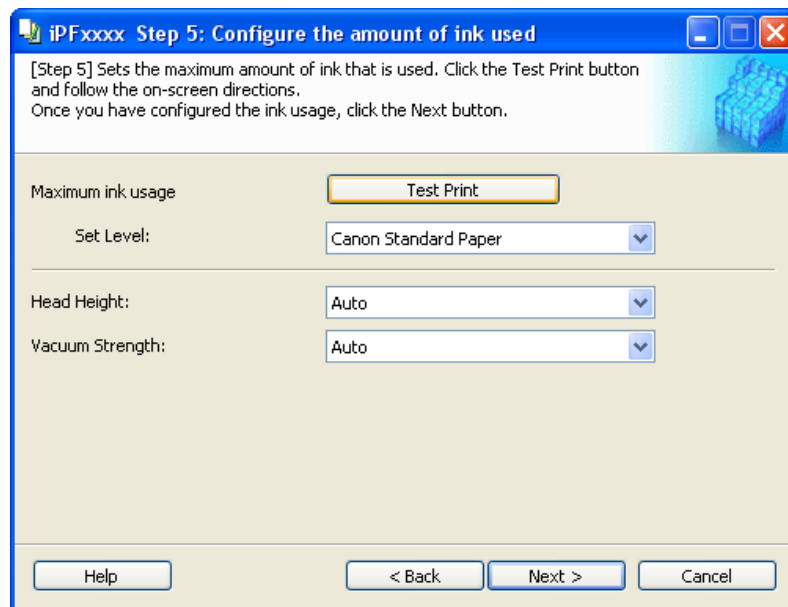 iPFxxxx Step 5: Configure the amount of ink used
[Step 5] Sets the maximum amount of ink that is used. Click the Test Print button
and follow the on-screen directions.
Once you have configured the ink usage, click the Next button.
Maximum ink usage
Test Print
Set Level:
Canon Standard Paper
Head Height:
Auto
Vacuum Strength:
Auto
Help
< Back
Next >
Cancel